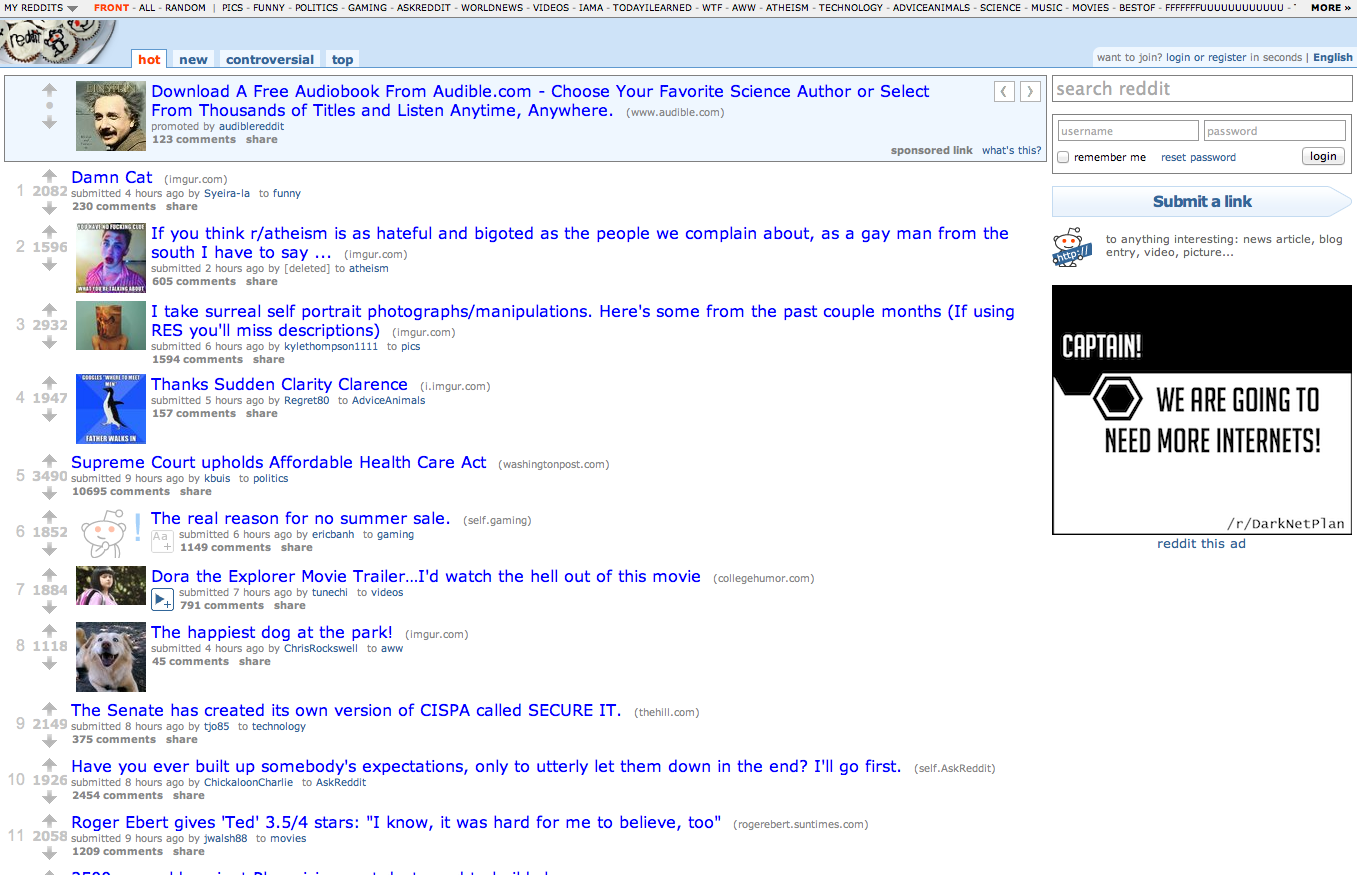 MY REDDITS FRONT - ALL - RANDOM | PICS - FUNNY - POLITICS - GAMING - ASKREDDIT - WORLDNEWS - VIDEOS - IAMA - TODAYILEARNED - WTF - AWW - ATHEISM - TECHNOLOGY - ADVICEANIMALS - SCIENCE - MUSIC - MOVIES - BESTOF - FFFFFFFUUUUUUUUUUUU - MORE »
reddit
hot new controversial top
want to join? login or register in seconds | English
EINSTEIN
Download A Free Audiobook From Audible.com - Choose Your Favorite Science Author or Select
From Thousands of Titles and Listen Anytime, Anywhere. (www.audible.com)
promoted by audiblereddit
123 comments share
sponsored link what's this?
1 2082
Damn Cat (imgur.com)
submitted 4 hours ago by Syeira-la to funny
230 comments share
2 1596
YOU HAVE NO FUCKING CLUE
WHAT YOU'RE TALKING ABOUT
If you think r/atheism is as hateful and bigoted as the people we complain about, as a gay man from the
south I have to say ... (imgur.com)
submitted 2 hours ago by [deleted] to atheism
605 comments share
3 2932
I take surreal self portrait photographs/manipulations. Here's some from the past couple months (If using
RES you'll miss descriptions) (imgur.com)
submitted 6 hours ago by kylethompson1111 to pics
1594 comments share
4 1947
GOOGLES "WHERE TO MEET
MEN"
FATHER WALKS IN
Thanks Sudden Clarity Clarence (i.imgur.com)
submitted 5 hours ago by Regret80 to AdviceAnimals
157 comments share
5 3490
Supreme Court upholds Affordable Health Care Act (washingtonpost.com)
submitted 9 hours ago by kbuis to politics
10695 comments share
6 1852
!
The real reason for no summer sale. (self.gaming)
Aa
+
submitted 6 hours ago by ericbanh to gaming
1149 comments share
7 1884
Dora the Explorer Movie Trailer...I'd watch the hell out of this movie (collegehumor.com)
+
submitted 7 hours ago by tunechi to videos
791 comments share
8 1118
The happiest dog at the park! (imgur.com)
submitted 4 hours ago by ChrisRockswell to aww
45 comments share
9 2149
The Senate has created its own version of CISPA called SECURE IT. (thehill.com)
submitted 8 hours ago by tjo85 to technology
375 comments share
10 1926
Have you ever built up somebody's expectations, only to utterly let them down in the end? I'll go first. (self.AskReddit)
submitted 8 hours ago by ChickaloonCharlie to AskReddit
2454 comments share
11 2058
Roger Ebert gives 'Ted' 3.5/4 stars: "I know, it was hard for me to believe, too" (rogerebert.suntimes.com)
submitted 9 hours ago by jwalsh88 to movies
1209 comments share
search reddit
username password
remember me reset password login
Submit a link
http://
to anything interesting: news article, blog
entry, video, picture...
CAPTAIN!
WE ARE GOING TO
NEED MORE INTERNETS!
/r/DarkNetPlan
reddit this ad